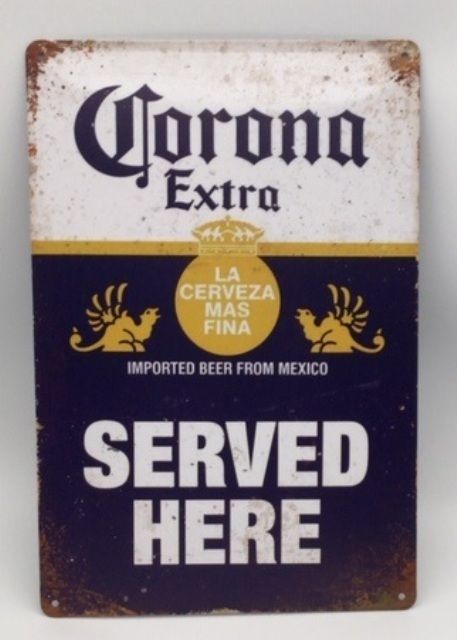 Corona
Extra
LA
CERVEZA
MAS
FINA
IMPORTED BEER FROM MEXICO
SERVED
HERE